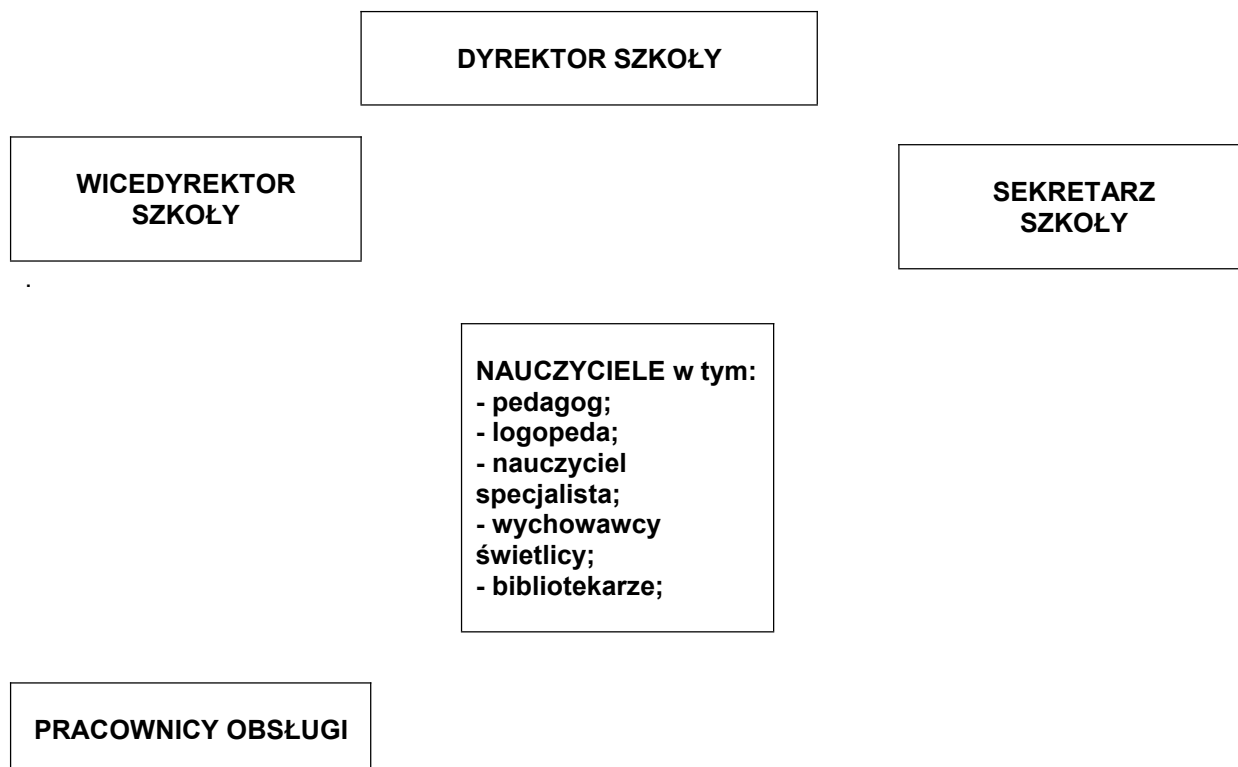 DYREKTOR SZKOŁY
WICEDYREKTOR
SZKOŁY
SEKRETARZ
SZKOŁY
.
NAUCZYCIELE w tym:
- pedagog;
- logopeda;
- nauczyciel
specjalista;
- wychowawcy
świetlicy;
- bibliotekarze;
PRACOWNICY OBSŁUGI